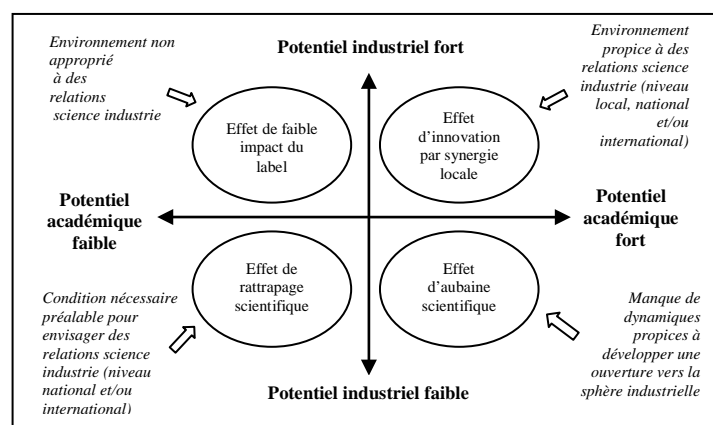 Environnement non
approprié
à des
relations
science industrie
Potentiel industriel fort
Environnement
propice à des
relations science
industrie (niveau
local, national
et/ou
international)
Effet de faible
impact du
label
Effet
d'innovation
par synergie
locale
Potentiel
académique
faible
Potentiel
académique
fort
Effet de
rattrapage
scientifique
Effet
d'aubaine
scientifique
Condition nécessaire
préalable pour
envisager des
relations science
industrie (niveau
national et/ou
international)
Manque de
dynamiques
propices à
développer une
ouverture vers la
sphère industrielle
Potentiel industriel faible